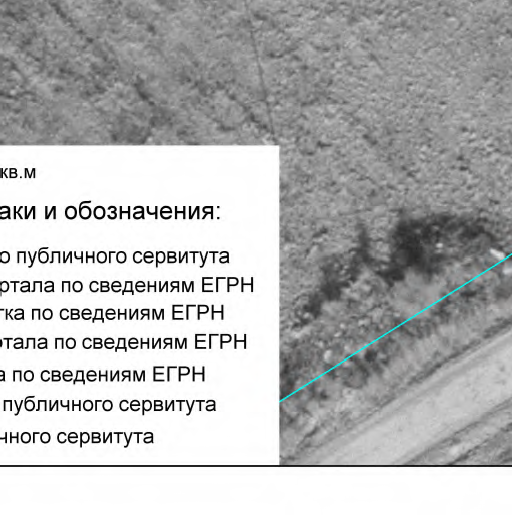 кв.м
аки и обозначения:
о публичного сервитута
ртала по сведениям ЕГРН
тка по сведениям ЕГРН
тала по сведениям ЕГРН
а по сведениям ЕГРН
публичного сервитута
чного сервитута